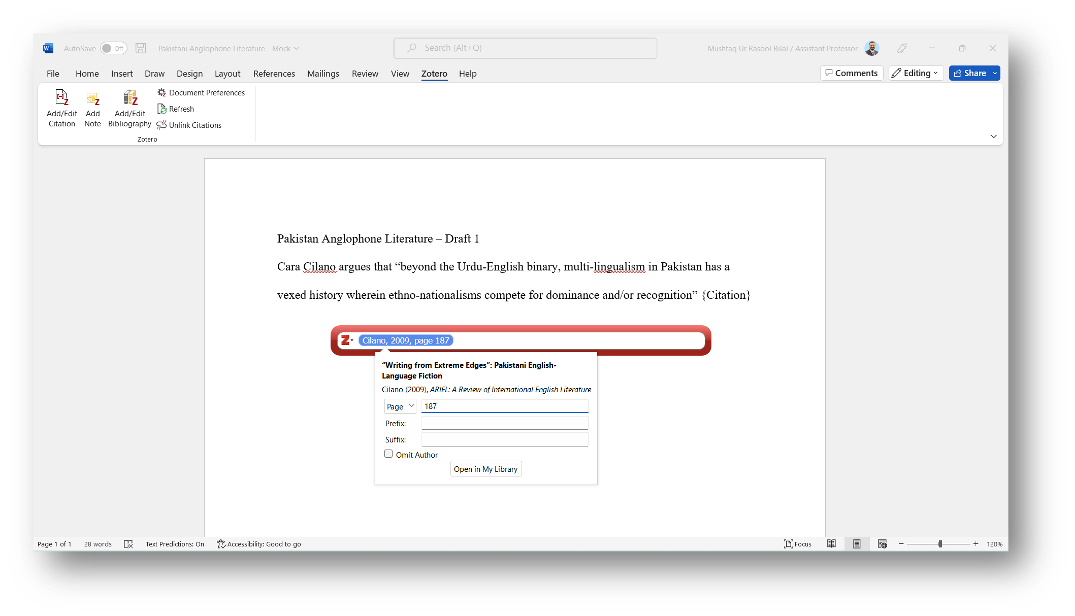 AutoSave Off Pakistani Anglophone Literature - Mock Search (Alt+Q) Mushtaq Ur Rasool Bilal / Assistant Professor
File Home Insert Draw Design Layout References Mailings Review View Zotero Help Comments Editing Share
Add/Edit Citation
Add Note
Add/Edit Bibliography
Document Preferences
Refresh
Unlink Citations
Zotero
Pakistan Anglophone Literature – Draft 1
Cara Cilano argues that “beyond the Urdu-English binary, multi-lingualism in Pakistan has a
vexed history wherein ethno-nationalisms compete for dominance and/or recognition” {Citation}
Z Cilano, 2009, page 187
“Writing from Extreme Edges”: Pakistani English-
Language Fiction
Cilano (2009), ARIEL: A Review of International English Literature
Page 187
Prefix:
Suffix:
Omit Author
Open in My Library
Page 1 of 1 28 words Text Predictions: On Accessibility: Good to go Focus 120%